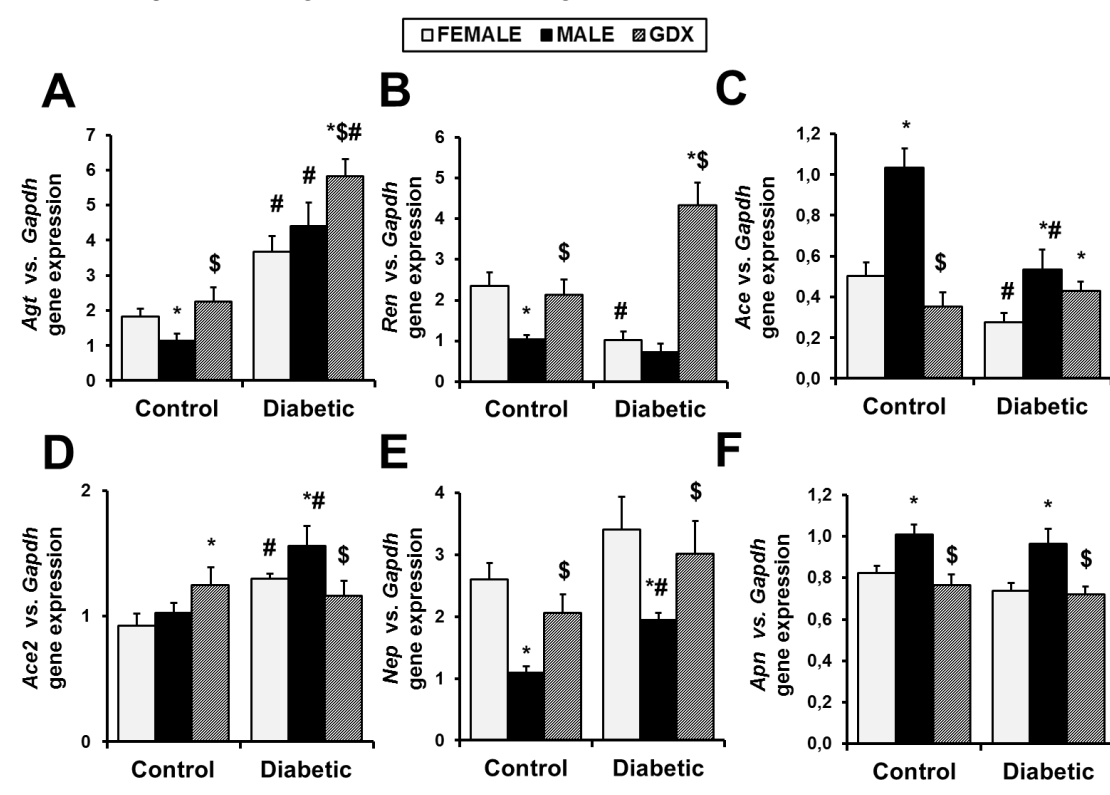 FEMALE MALE GDX
A
Agt vs. Gapdh
gene expression
7
6
5
4
3
2
1
0
*
$
#
#
*$#
Control Diabetic
B
Ren vs. Gapdh
gene expression
6
5
4
3
2
1
0
*
$
#
*$
Control Diabetic
C
Ace vs. Gapdh
gene expression
1,2
1,0
0,8
0,6
0,4
0,2
0,0
*
$
#
*#
*
Control Diabetic
D
Ace2 vs. Gapdh
gene expression
2
1
0
*
#
*#
$
Control Diabetic
E
Nep vs. Gapdh
gene expression
4
3
2
1
0
*
$
*#
$
Control Diabetic
F
Apn vs. Gapdh
gene expression
1,2
1,0
0,8
0,6
0,4
0,2
0,0
*
$
*
$
Control Diabetic